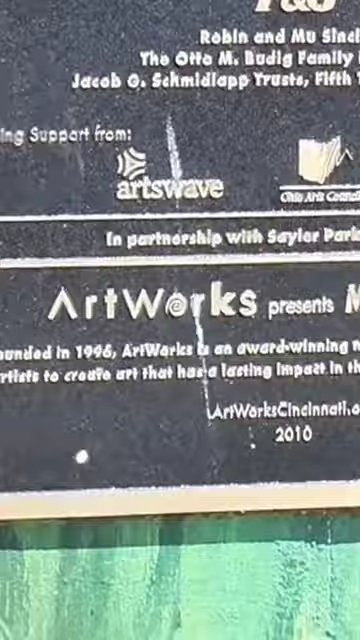 P&G
Robin and Mu Sincl
The Otto M. Budig Family
Jacob G. Schmidlapp Trusts, Fifth
ing Support from:
artswave
Ohio Arts Counc
In partnership with Saylor Park
ArtWorks presents M
ounded in 1996, ArtWorks is an award-winning n
rtists to create art that has a lasting impact in th
ArtWorksCincinnati.o
2010